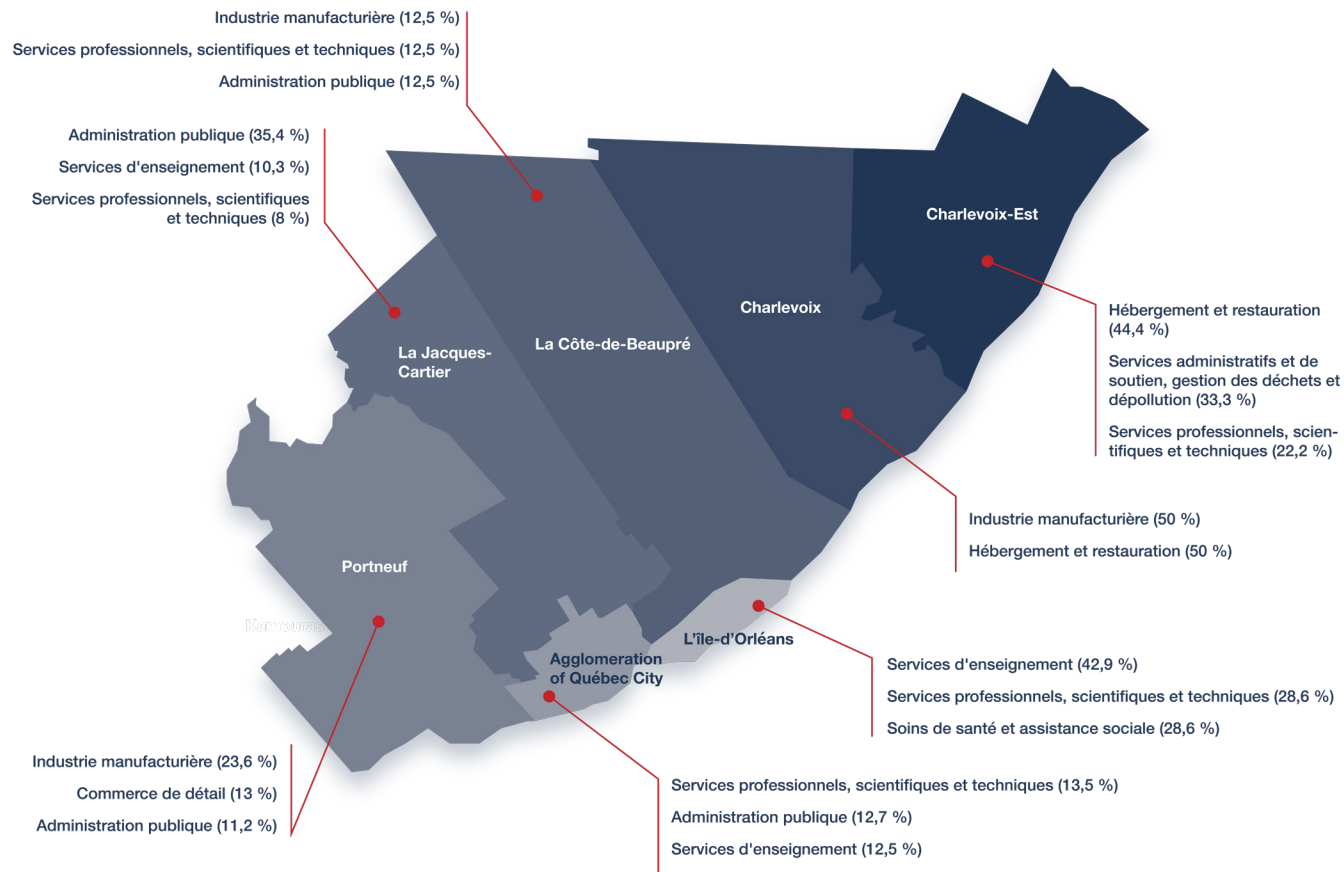 Industrie manufacturière (12,5 %)
Services professionnels, scientifiques et techniques (12,5 %)
Administration publique (12,5 %)
Administration publique (35,4 %)
Services d'enseignement (10,3 %)
Services professionnels, scientifiques
et techniques (8 %)
Charlevoix-Est
Charlevoix
La Côte-de-Beaupré
La Jacques-
Cartier
Hébergement et restauration
(44,4 %)
Services administratifs et de
soutien, gestion des déchets et
dépollution (33,3 %)
Services professionnels, scien-
tifiques et techniques (22,2 %)
Industrie manufacturière (50 %)
Hébergement et restauration (50 %)
Portneuf
Kamouras
L'île-d'Orléans
Agglomeration
of Québec City
Services d'enseignement (42,9 %)
Services professionnels, scientifiques et techniques (28,6 %)
Soins de santé et assistance sociale (28,6 %)
Industrie manufacturière (23,6 %)
Commerce de détail (13 %)
Administration publique (11,2 %)
Services professionnels, scientifiques et techniques (13,5 %)
Administration publique (12,7 %)
Services d'enseignement (12,5 %)